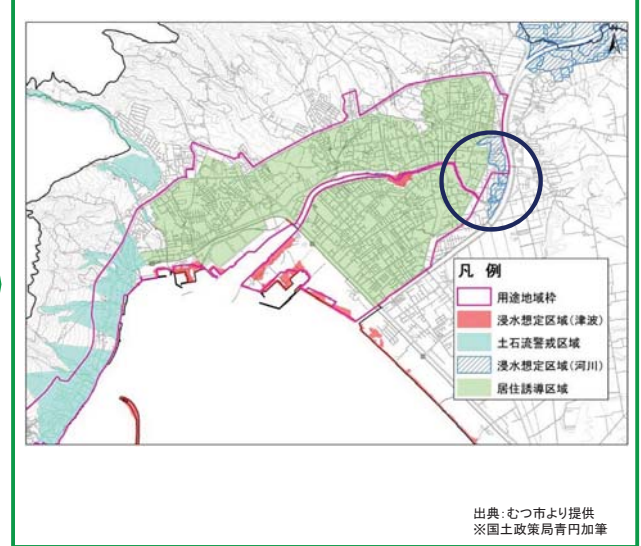 凡 例
用途地域枠
浸水想定区域(津波)
土石流警戒区域
浸水想定区域(河川)
居住誘導区域
出典:むつ市より提供
※国土政策局青円加筆